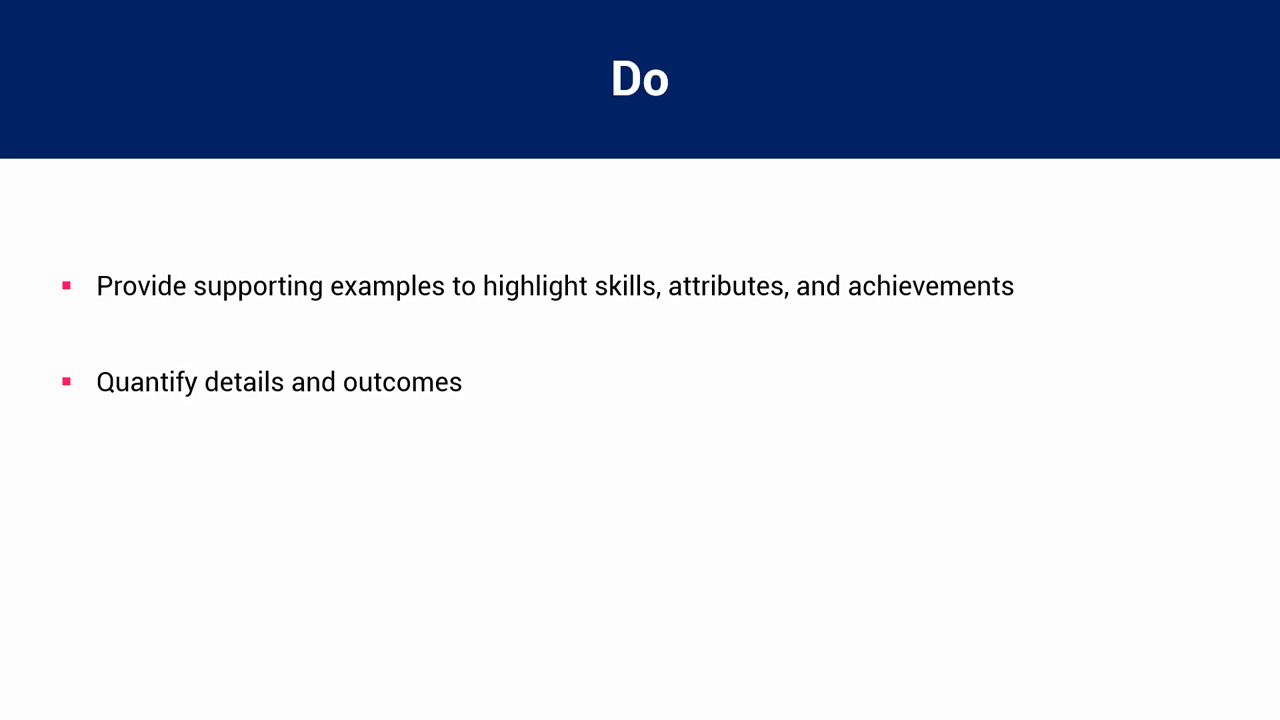 Do
Provide supporting examples to highlight skills, attributes, and achievements
Quantify details and outcomes